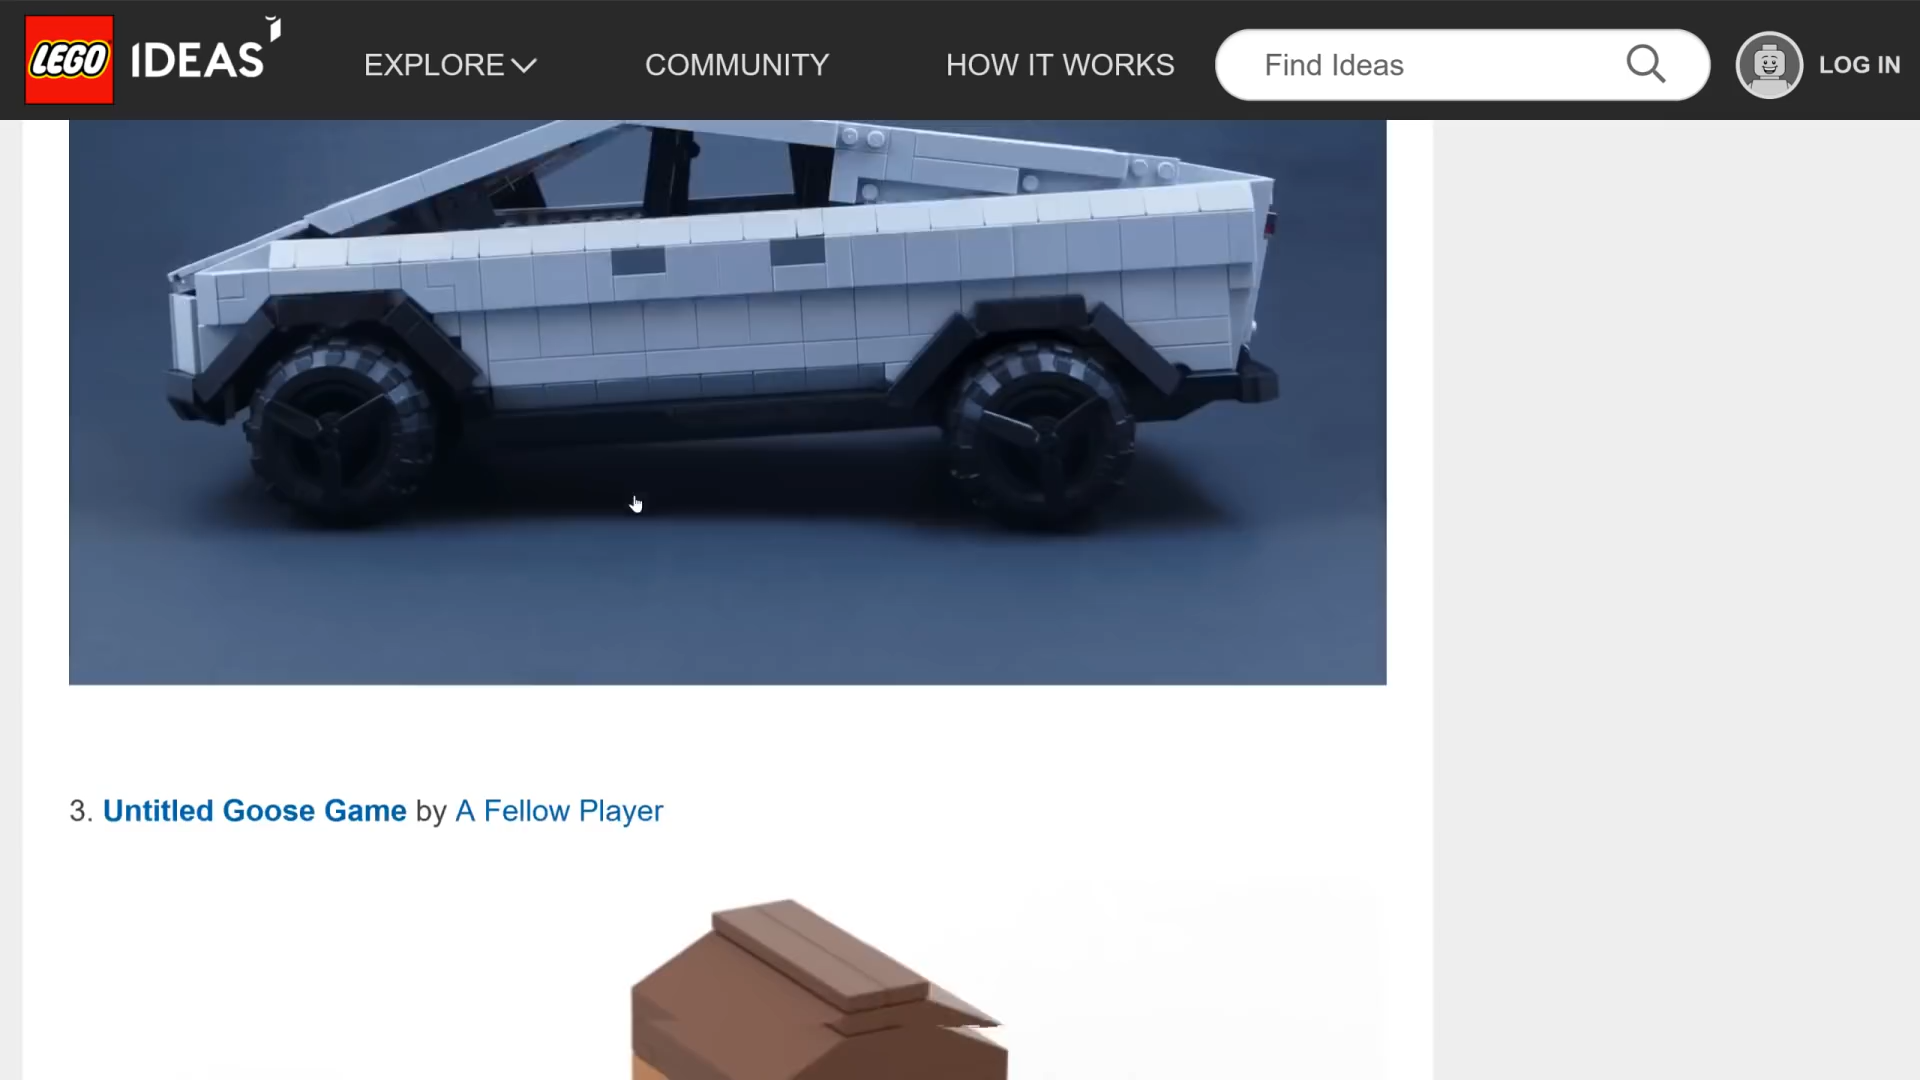 LEGO IDEAS
EXPLORE
COMMUNITY
HOW IT WORKS
Find Ideas
LOG IN
3. Untitled Goose Game by A Fellow Player